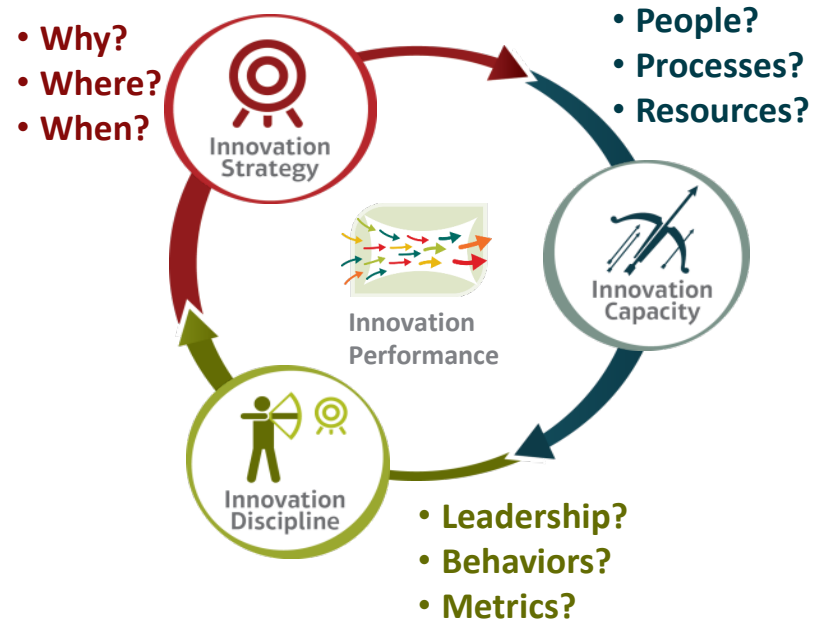 • Why?
• Where?
• When?
Innovation
Strategy
• People?
• Processes?
• Resources?
Innovation
Capacity
Innovation
Performance
Innovation
Discipline
• Leadership?
• Behaviors?
• Metrics?